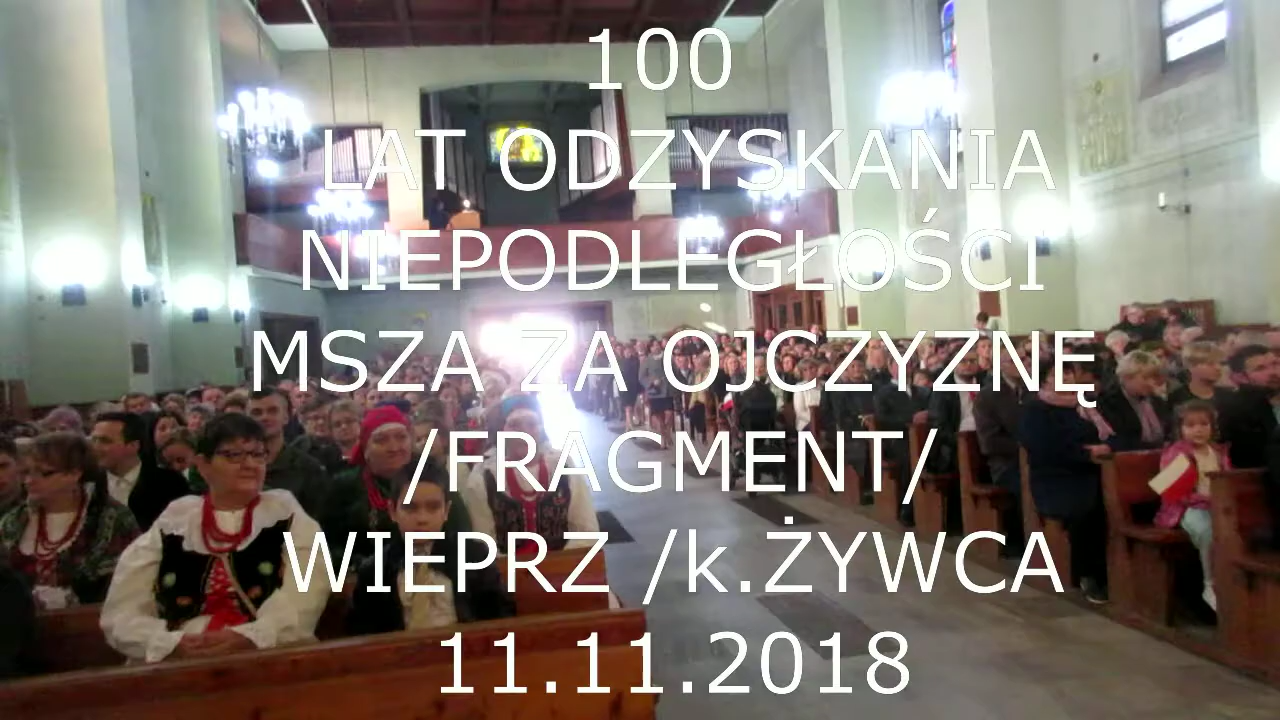 100
LAT ODZYSKANIA
NIEPODLEGŁOŚCI
MSZA ZA OJCZYZNĘ
/FRAGMENT/
WIEPRZ /k.ŻYWCA
11.11.2018